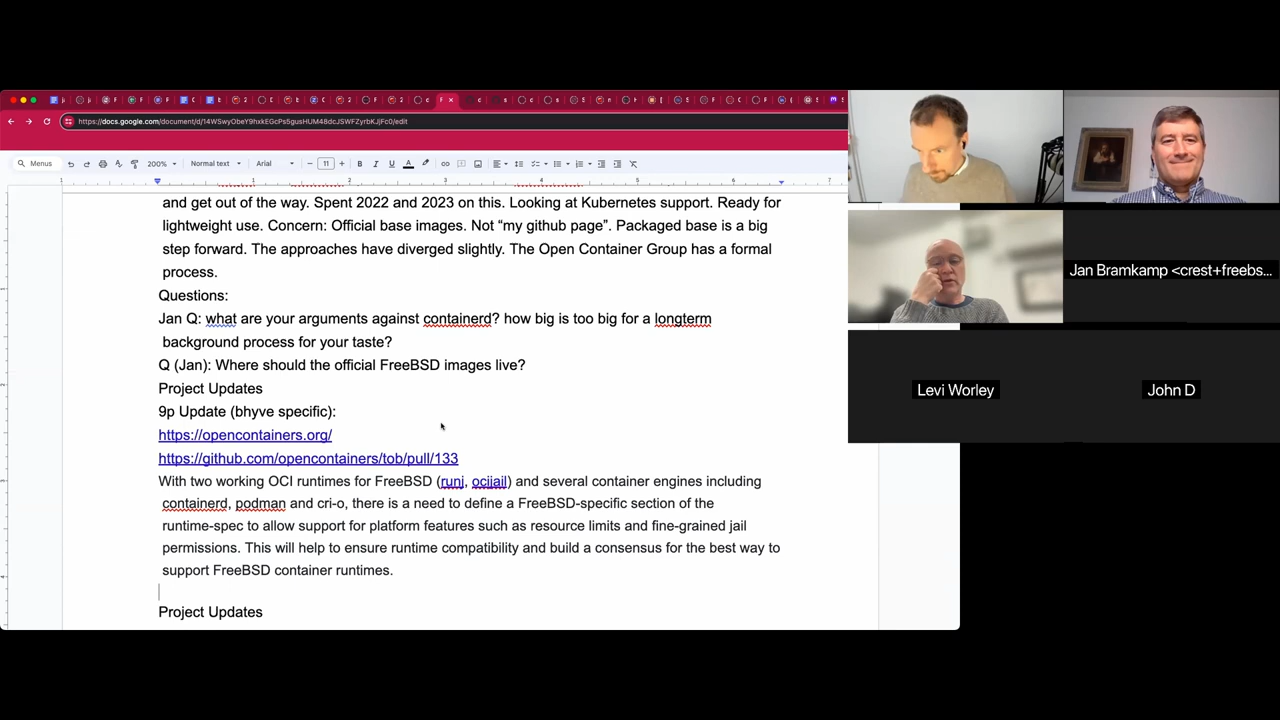 https://docs.google.com/document/d/14WSwyObeY9hxkEGcPs5gusHUM48dcJSWFZyrbKJjFc0/edit
Menus
200%
Normal text
Arial
11
1 1 2 3 4 5 6 7
and get out of the way. Spent 2022 and 2023 on this. Looking at Kubernetes support. Ready for
lightweight use. Concern: Official base images. Not “my github page”. Packaged base is a big
step forward. The approaches have diverged slightly. The Open Container Group has a formal
process.
Questions:
Jan Q: what are your arguments against containerd? how big is too big for a longterm
background process for your taste?
Q (Jan): Where should the official FreeBSD images live?
Project Updates
9p Update (bhyve specific):
https://opencontainers.org/
https://github.com/opencontainers/tob/pull/133
With two working OCI runtimes for FreeBSD (runj, ocijail) and several container engines including
containerd, podman and cri-o, there is a need to define a FreeBSD-specific section of the
runtime-spec to allow support for platform features such as resource limits and fine-grained jail
permissions. This will help to ensure runtime compatibility and build a consensus for the best way to
support FreeBSD container runtimes.
Project Updates
Jan Bramkamp <crest+freebs...
Levi Worley
John D